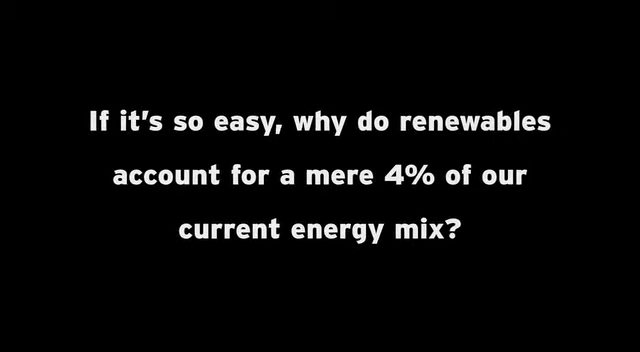 If it's so easy, why do renewables
account for a mere 4% of our
current energy mix?